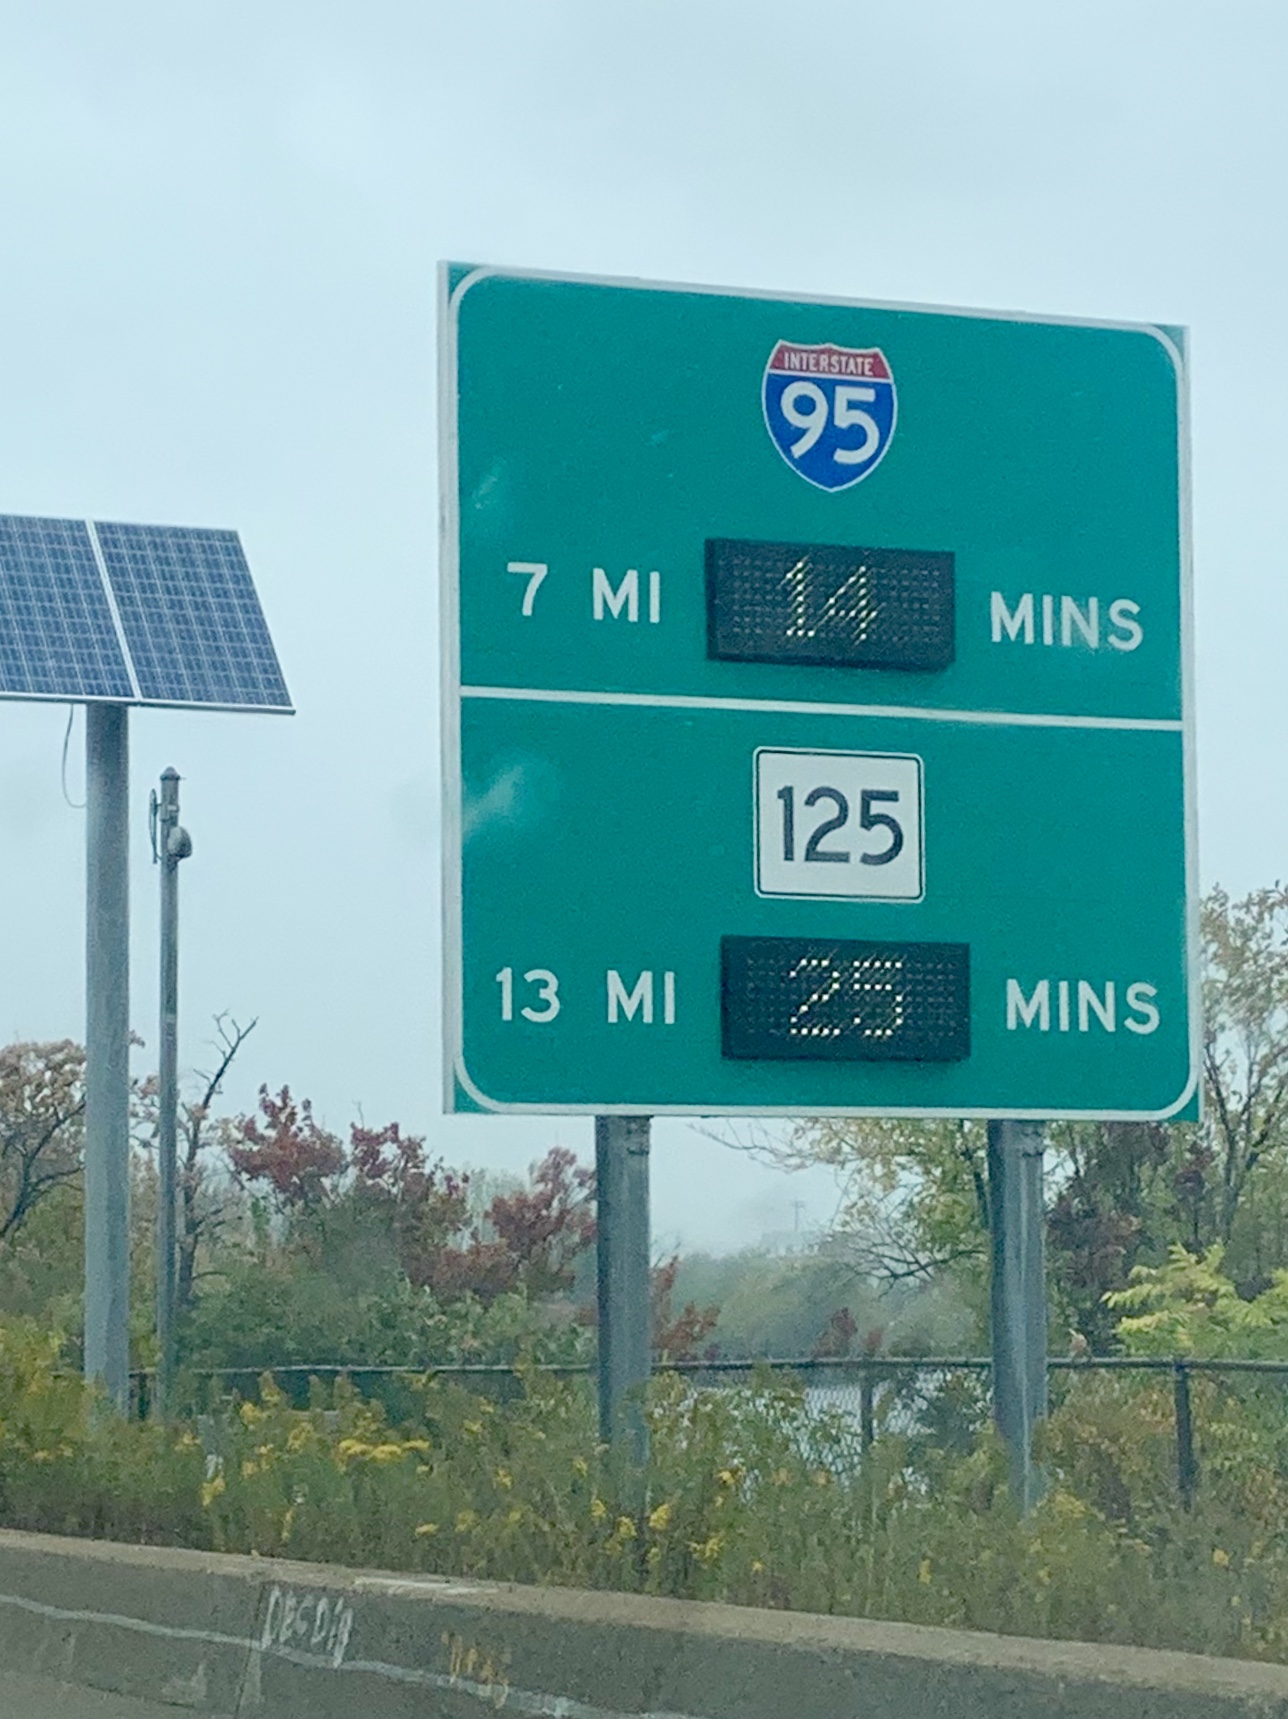 INTERSTATE
95
7 MI 14 MINS
125
13 MI 25 MINS